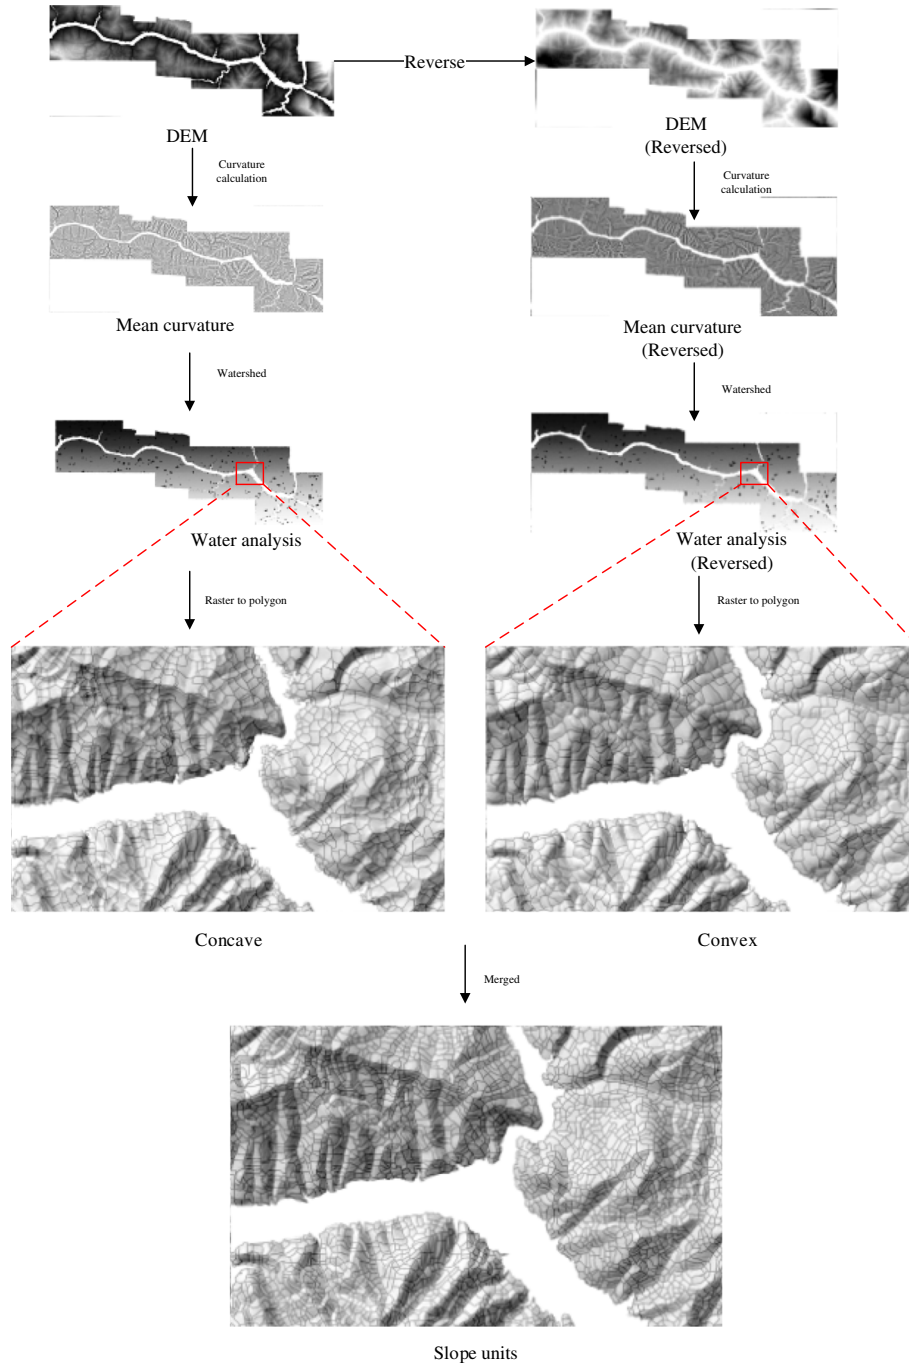 Reverse
DEM
DEM
(Reversed)
Curvature
calculation
Curvature
calculation
Mean curvature
Mean curvature
(Reversed)
Watershed
Watershed
Water analysis
Water analysis
(Reversed)
Raster to polygon
Raster to polygon
Concave
Convex
Merged
Slope units